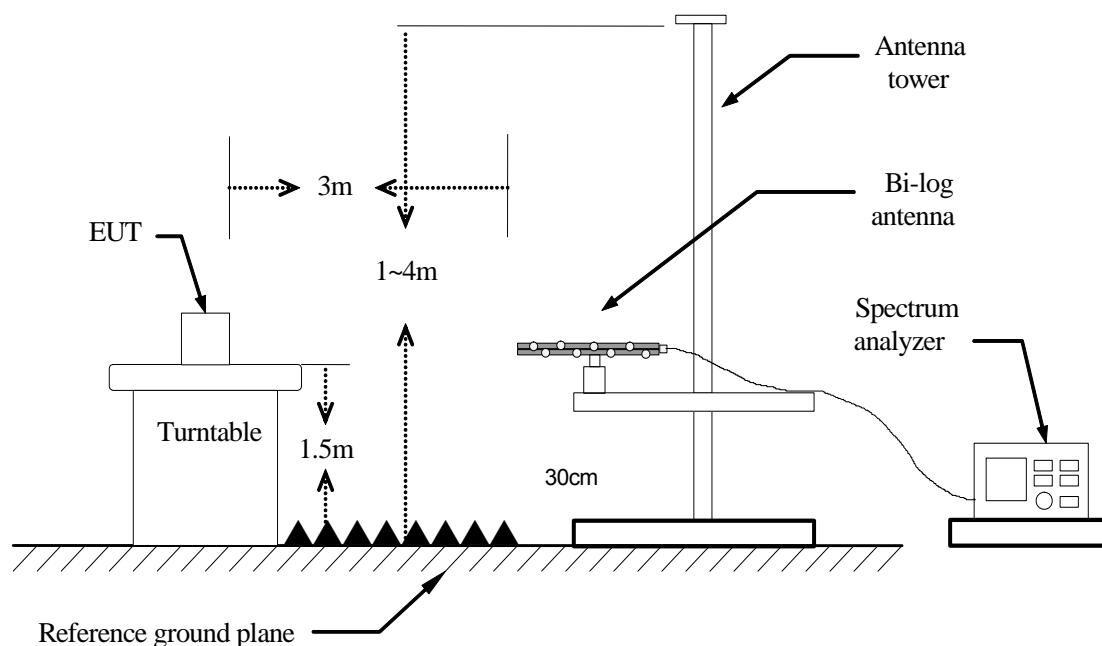 Antenna
tower
3m
Bi-log
antenna
EUT
1~4m
Spectrum
analyzer
Turntable
1.5m
30cm
Reference ground plane